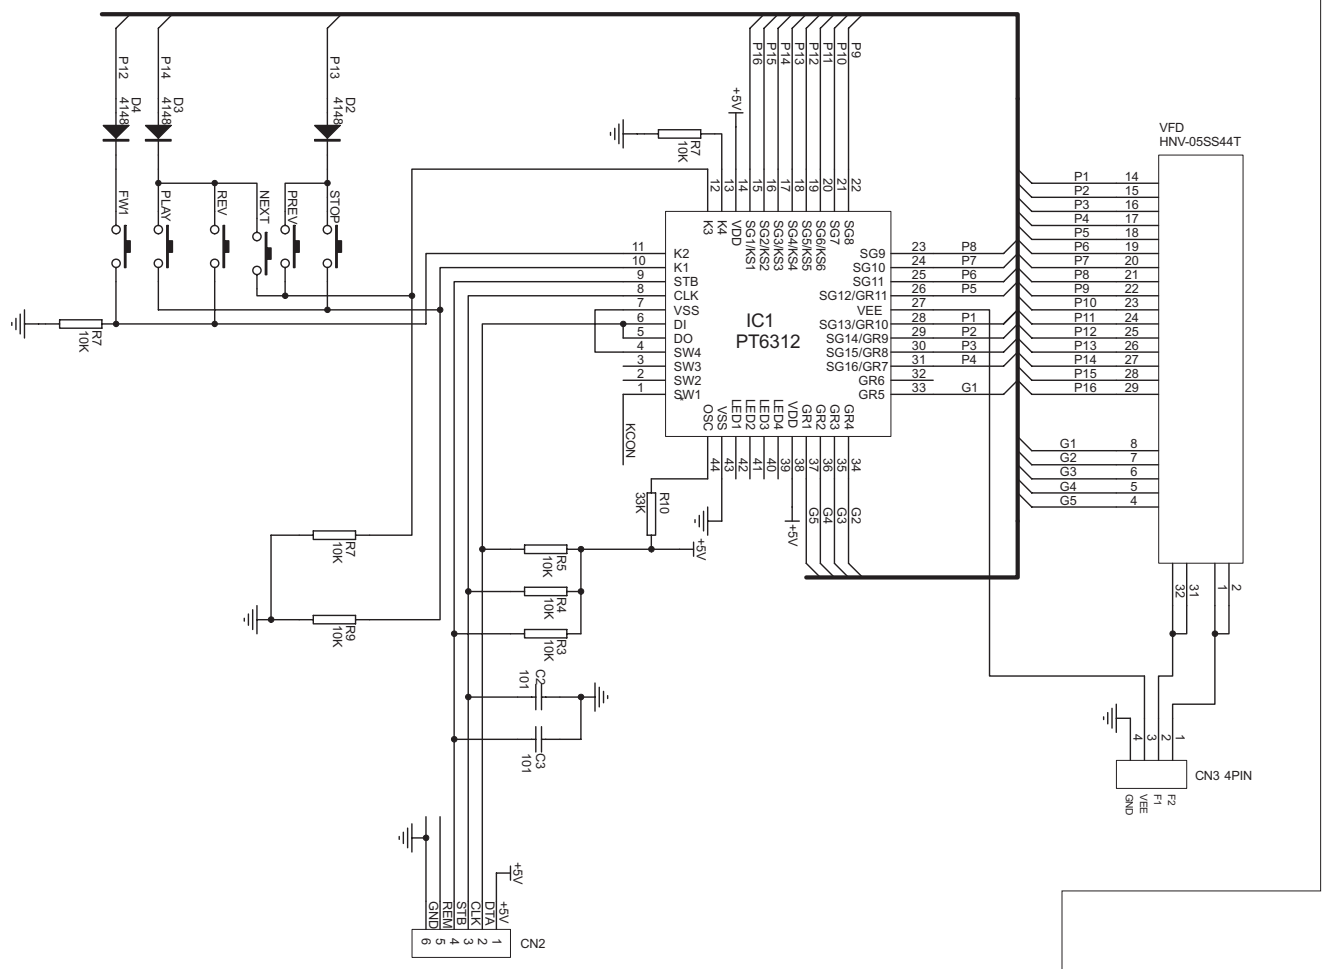 P12
P14
P13
D4
4148
D3
4148
D2
4148
FW1
PLAY
REV
NEXT
PREV
STOP
R7
10K
P16
P15
P14
P13
P12
P11
P10
P9
+5V
R7
10K
12
13
14
15
16
17
18
19
20
21
22
K3
K4
VDD
SG1/KS1
SG2/KS2
SG3/KS3
SG4/KS4
SG5/KS5
SG6/KS6
SG7
SG8
11 K2
10 K1
9 STB
8 CLK
7 VSS
6 DI
5 DO
4 SW4
3 SW3
2 SW2
1 SW1
IC1
PT6312
SG9 23 P8
SG10 24 P7
SG11 25 P6
SG12/GR11 26 P5
VEE 27
SG13/GR10 28 P1
SG14/GR9 29 P2
SG15/GR8 30 P3
SG16/GR7 31 P4
GR6 32
GR5 33 G1
OSC
VSS
LED1
LED2
LED3
LED4
VDD
GR1
GR2
GR3
GR4
44
43
42
41
40
39
38
37
36
35
34
KCON
R10
33K
+5V
+5V
G5
G4
G3
G2
VFD
HNV-05SS44T
P1 14
P2 15
P3 16
P4 17
P5 18
P6 19
P7 20
P8 21
P9 22
P10 23
P11 24
P12 25
P13 26
P14 27
P15 28
P16 29
G1 8
G2 7
G3 6
G4 5
G5 4
32
31
1
2
R7
10K
R9
10K
R5
10K
R4
10K
R3
10K
C2
101
C3
101
4
3
2
1
CN3 4PIN
GND
VEE
F1
F2
+5V
GND
REM
STB
CLK
DTA
+5V
6
5
4
3
2
1
CN2